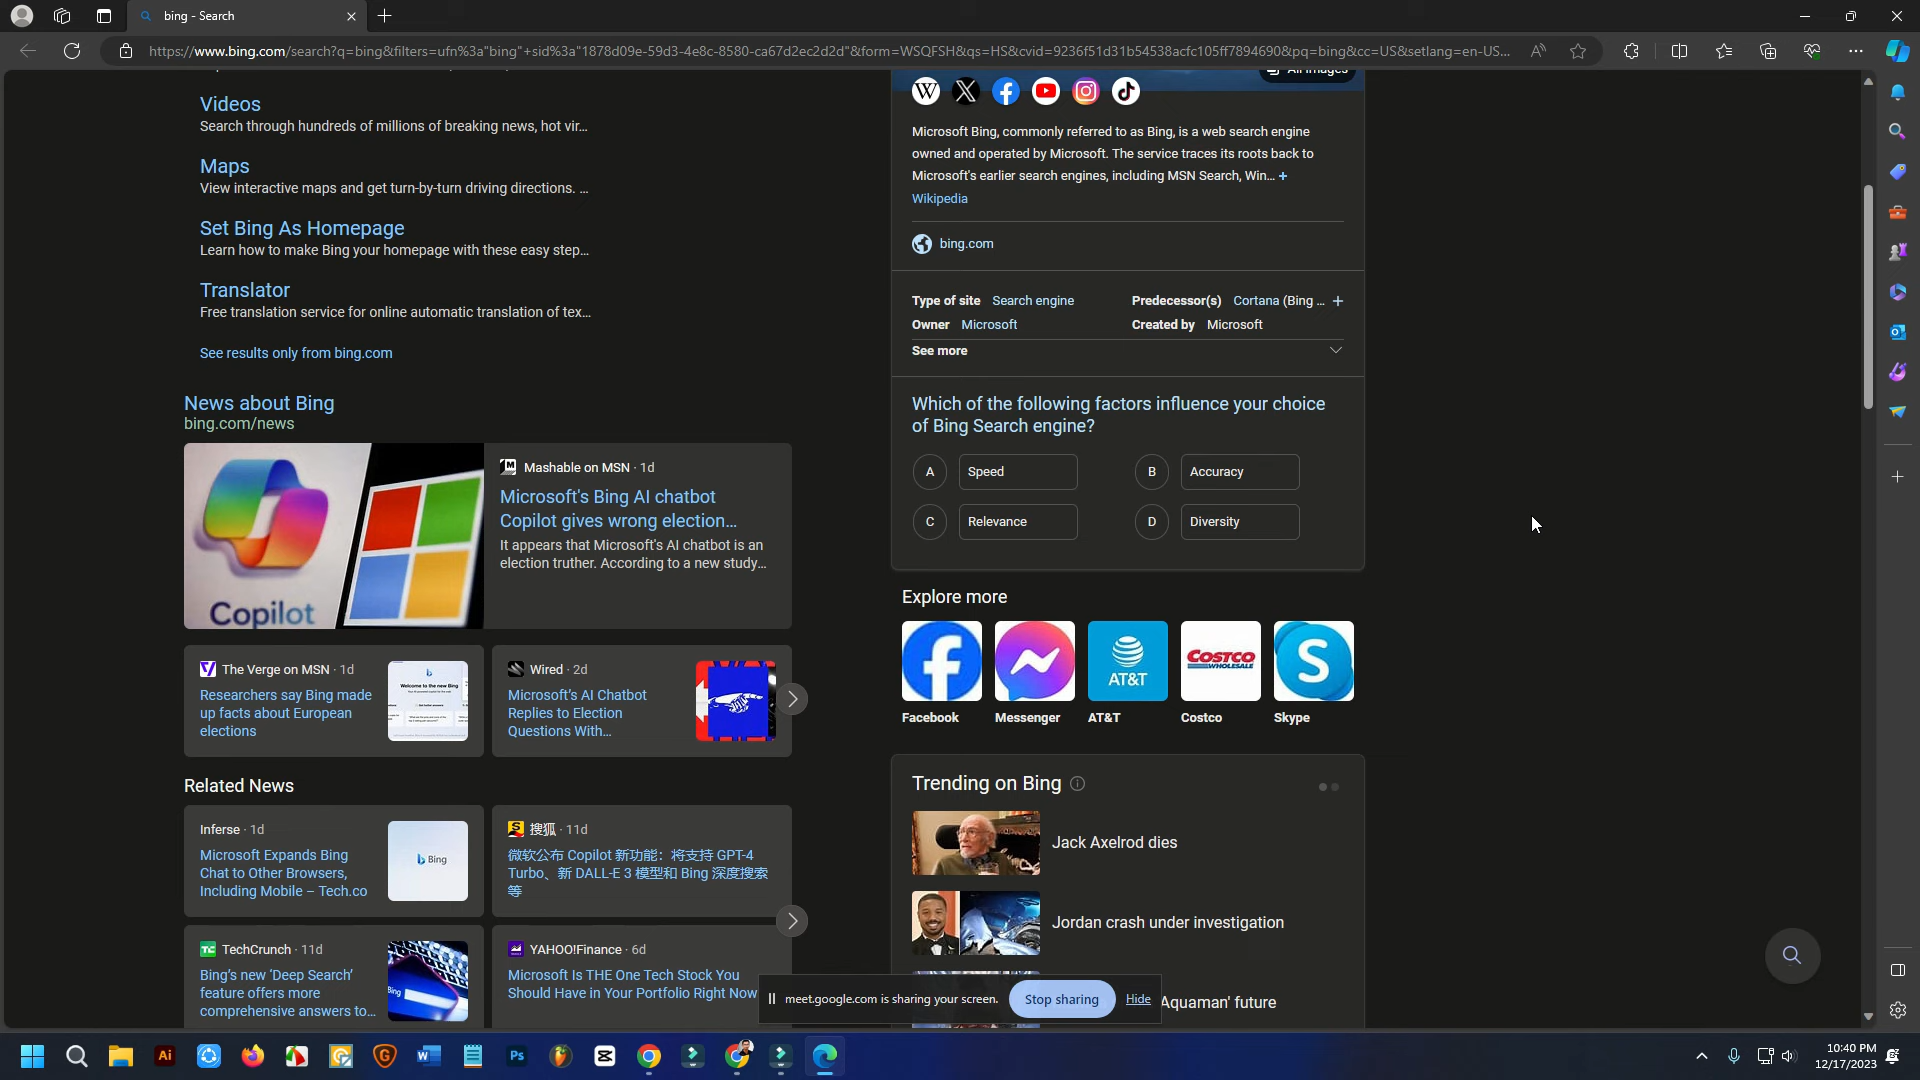 bing - Search
https://www.bing.com/search?q=bing&filters=ufn%3a"bing"+sid%3a"1878d09e-59d3-4e8c-8580-ca67d2ec2d2d"&form=WSQFSH&qs=HS&cvid=9236f51d31b54538acfc105ff7894690&pq=bing&cc=US&setlang=en-US...
Videos
Search through hundreds of millions of breaking news, hot vir...
Maps
View interactive maps and get turn-by-turn driving directions. ...
Set Bing As Homepage
Learn how to make Bing your homepage with these easy step...
Translator
Free translation service for online automatic translation of tex...
See results only from bing.com
News about Bing
bing.com/news
Copilot
Mashable on MSN · 1d
Microsoft's Bing AI chatbot
Copilot gives wrong election...
It appears that Microsoft's AI chatbot is an
election truther. According to a new study...
The Verge on MSN · 1d
Researchers say Bing made
up facts about European
elections
Welcome to the new Bing
Wired · 2d
Microsoft's AI Chatbot
Replies to Election
Questions With...
Related News
Inferse · 1d
Microsoft Expands Bing
Chat to Other Browsers,
Including Mobile – Tech.co
Bing
搜狐 · 11d
微软公布 Copilot 新功能：将支持 GPT-4
Turbo、新 DALL-E 3 模型和 Bing 深度搜索
等
TechCrunch · 11d
Bing's new 'Deep Search'
feature offers more
comprehensive answers to...
Bing
YAHOO!Finance · 6d
Microsoft Is THE One Tech Stock You
Should Have in Your Portfolio Right Now
All images
W
Microsoft Bing, commonly referred to as Bing, is a web search engine
owned and operated by Microsoft. The service traces its roots back to
Microsoft's earlier search engines, including MSN Search, Win... +
Wikipedia
bing.com
Type of site Search engine
Predecessor(s) Cortana (Bing ... +
Owner Microsoft
Created by Microsoft
See more
Which of the following factors influence your choice
of Bing Search engine?
A Speed
B Accuracy
C Relevance
D Diversity
Explore more
AT&T
COSTCO
WHOLESALE
S
Facebook
Messenger
AT&T
Costco
Skype
Trending on Bing
Jack Axelrod dies
Jordan crash under investigation
'Aquaman' future
meet.google.com is sharing your screen.
Stop sharing
Hide
Ai
W
Ps
10:40 PM
12/17/2023